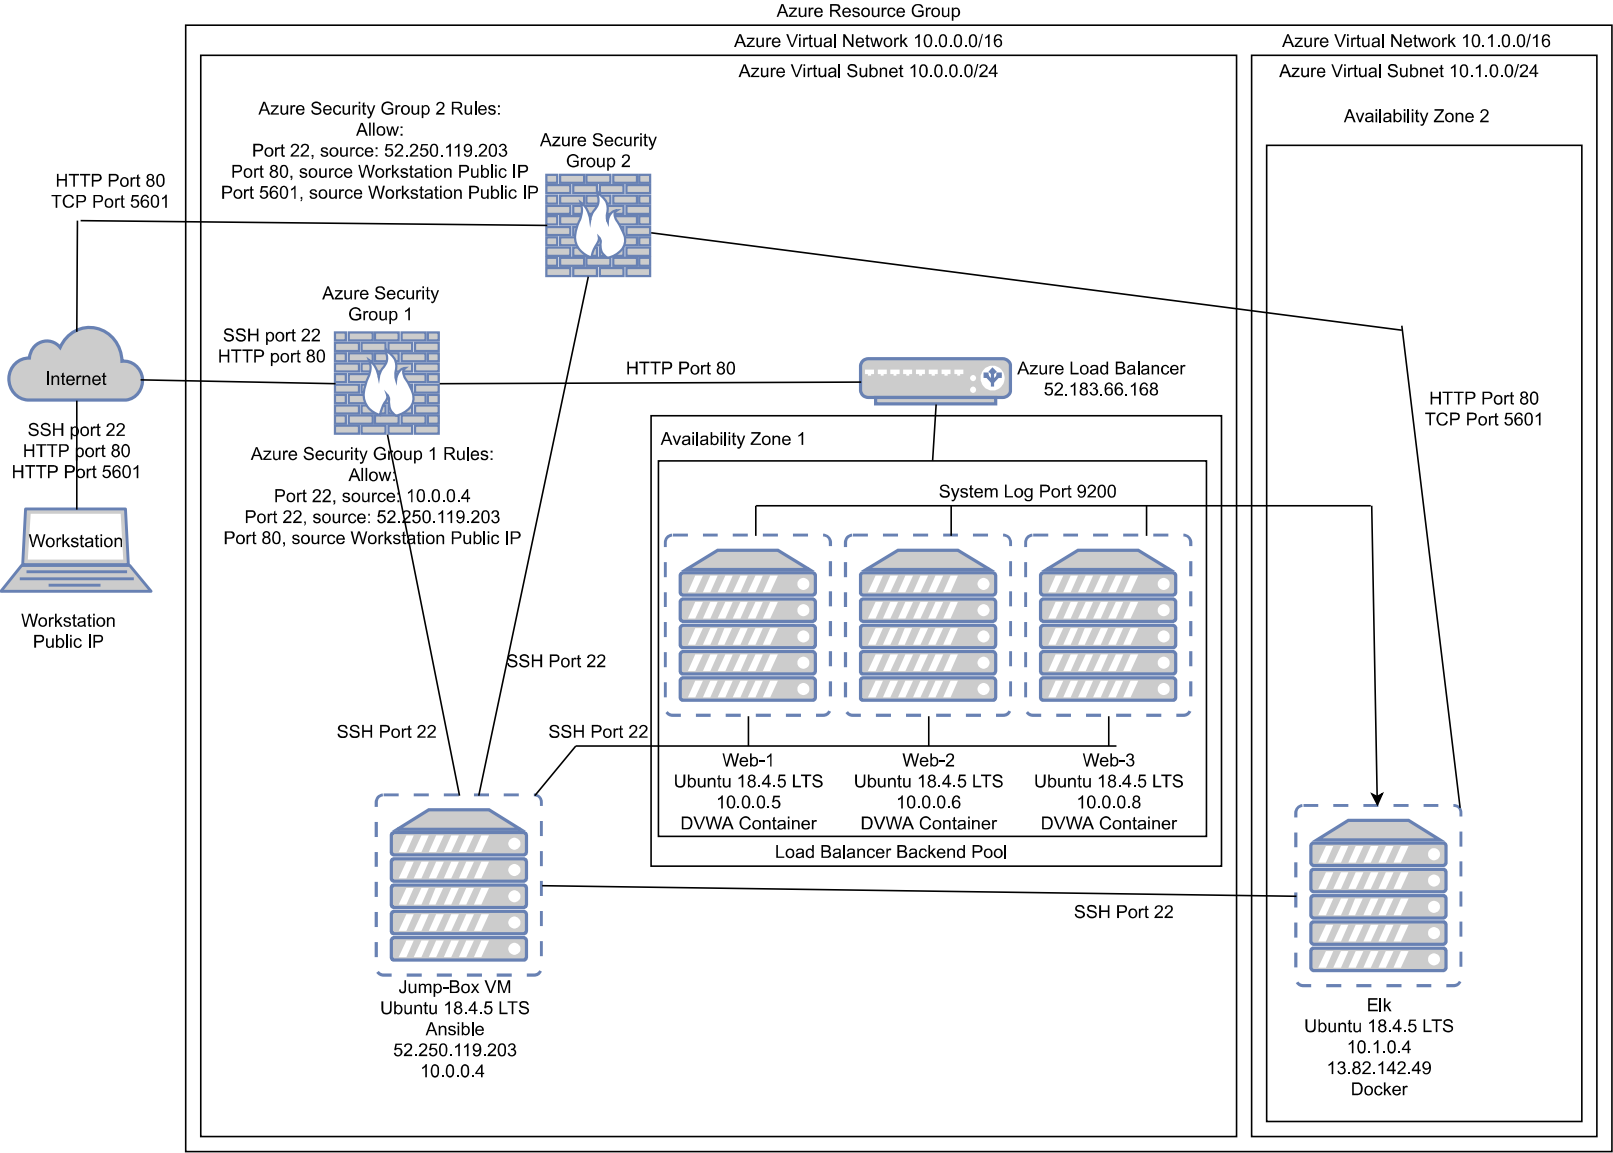 Azure Resource Group
Azure Virtual Network 10.0.0.0/16
Azure Virtual Network 10.1.0.0/16
Azure Virtual Subnet 10.0.0.0/24
Azure Virtual Subnet 10.1.0.0/24
Azure Security Group 2 Rules:
Allow:
Port 22, source: 52.250.119.203
Port 80, source Workstation Public IP
Port 5601, source Workstation Public IP
Azure Security
Group 2
Availability Zone 2
HTTP Port 80
TCP Port 5601
Azure Security
Group 1
SSH port 22
HTTP port 80
Internet
HTTP Port 80
Azure Load Balancer
52.183.66.168
HTTP Port 80
TCP Port 5601
SSH port 22
HTTP port 80
HTTP Port 5601
Azure Security Group 1 Rules:
Allow:
Port 22, source: 10.0.0.4
Port 22, source: 52.250.119.203
Port 80, source Workstation Public IP
Availability Zone 1
System Log Port 9200
Workstation
Workstation
Public IP
SSH Port 22
SSH Port 22
SSH Port 22
Web-1
Ubuntu 18.4.5 LTS
10.0.0.5
DVWA Container
Web-2
Ubuntu 18.4.5 LTS
10.0.0.6
DVWA Container
Web-3
Ubuntu 18.4.5 LTS
10.0.0.8
DVWA Container
Load Balancer Backend Pool
SSH Port 22
Jump-Box VM
Ubuntu 18.4.5 LTS
Ansible
52.250.119.203
10.0.0.4
Elk
Ubuntu 18.4.5 LTS
10.1.0.4
13.82.142.49
Docker